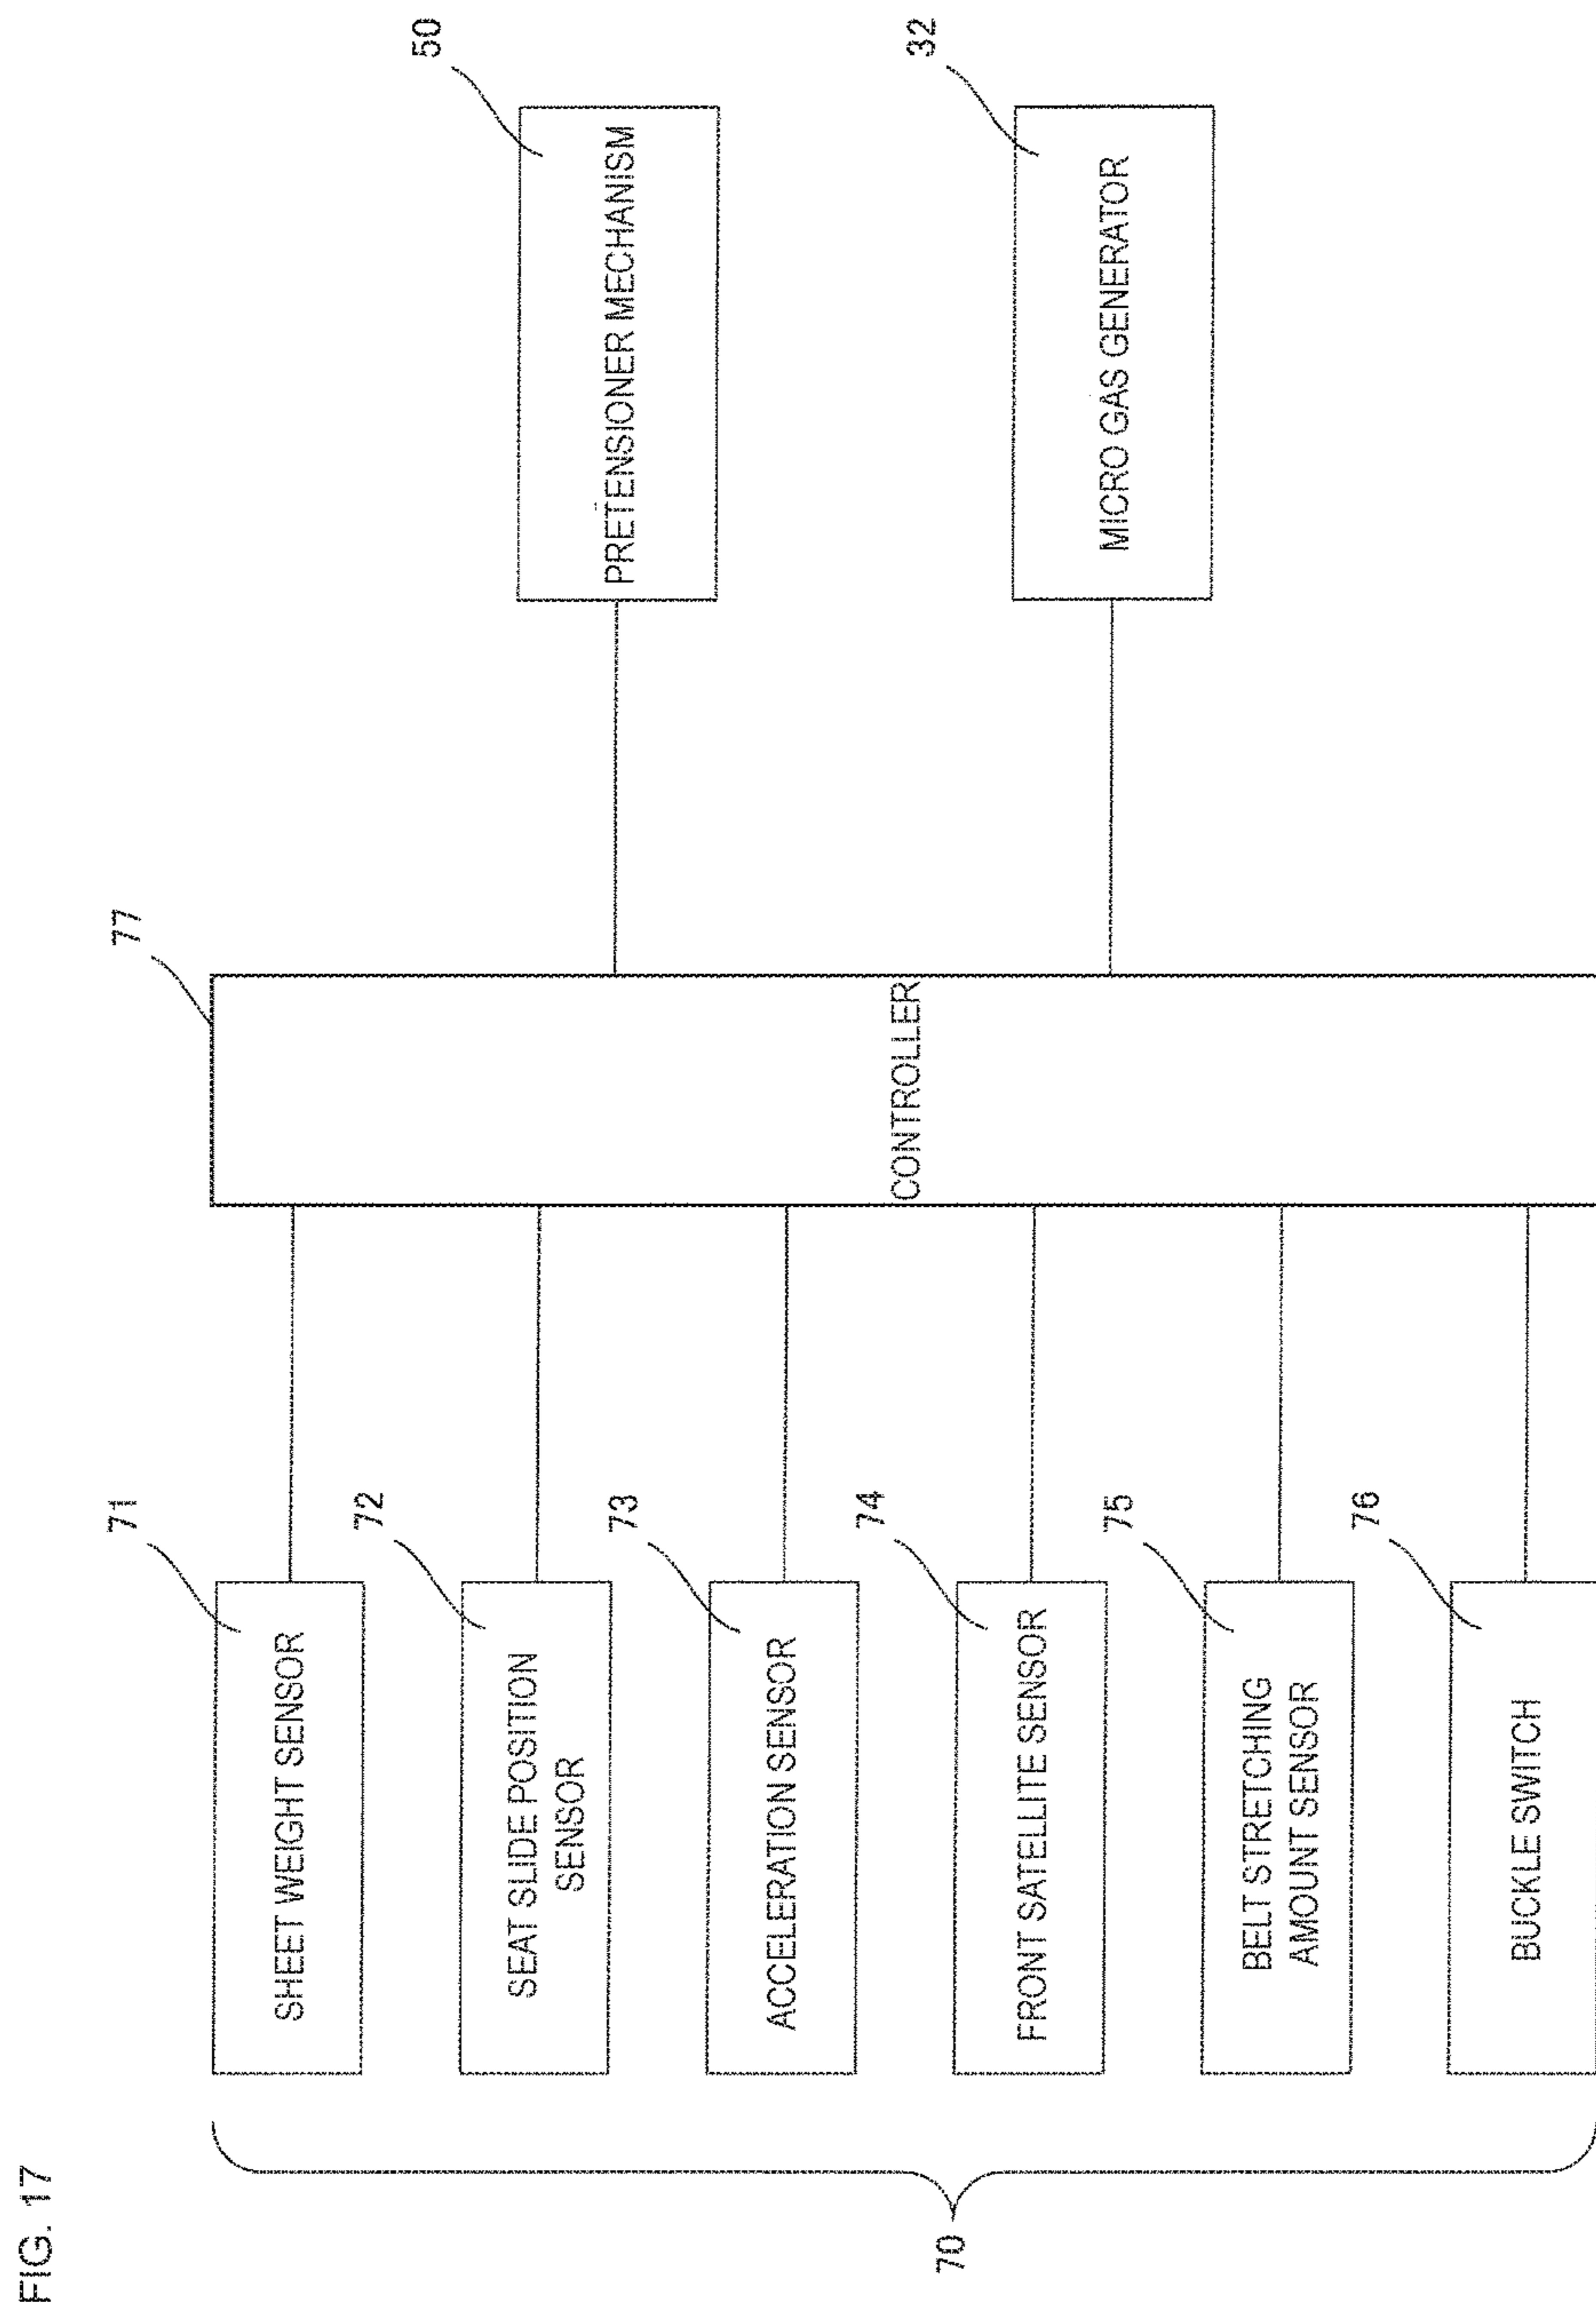 FIG. 17
70
71
SHEET WEIGHT SENSOR
72
SEAT SLIDE POSITION
SENSOR
73
ACCELERATION SENSOR
74
FRONT SATELLITE SENSOR
75
BELT STRETCHING
AMOUNT SENSOR
76
BUCKLE SWITCH
77
CONTROLLER
50
PRETENSIONER MECHANISM
32
MICRO GAS GENERATOR